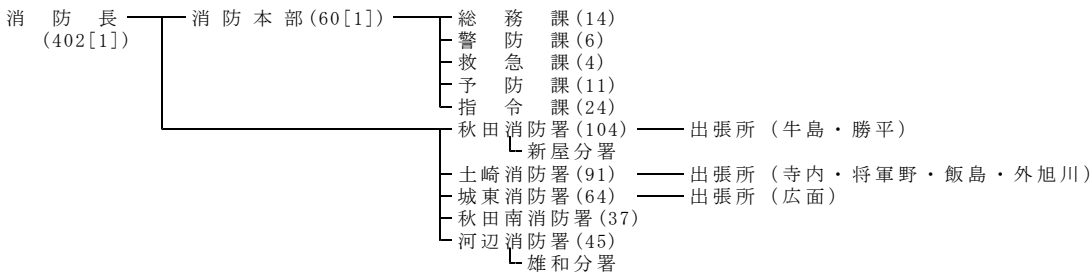 消防長 消防本部(60[1]) 総務課(14)
(402[1]) 警防課(6)
救急課(4)
予防課(11)
指令課(24)
秋田消防署(104) 出張所(牛島・勝平)
新屋分署
土崎消防署(91) 出張所(寺内・将軍野・飯島・外旭川)
城東消防署(64) 出張所(広面)
秋田南消防署(37)
河辺消防署(45)
雄和分署